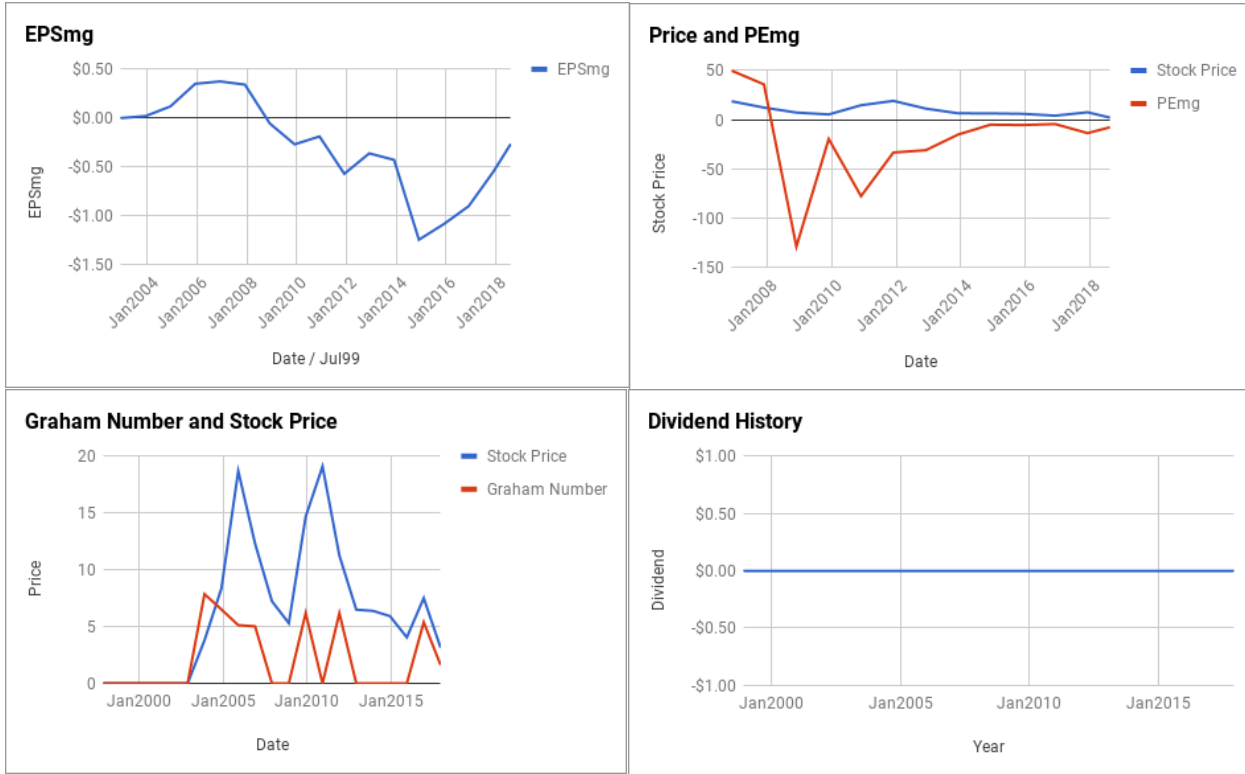 EPSmg
EPSmg
$0.50
$0.00
-$0.50
-$1.00
-$1.50
EPSmg
Jan2004
Jan2006
Jan2008
Jan2010
Jan2012
Jan2014
Jan2016
Jan2018
Date / Jul99
Price and PEmg
Stock Price
PEmg
50
0
-50
-100
-150
Stock Price
Jan2008
Jan2010
Jan2012
Jan2014
Jan2016
Jan2018
Date
Graham Number and Stock Price
Stock Price
Graham Number
20
15
10
5
0
Price
Jan2000
Jan2005
Jan2010
Jan2015
Date
Dividend History
$1.00
$0.50
$0.00
-$0.50
-$1.00
Dividend
Jan2000
Jan2005
Jan2010
Jan2015
Year